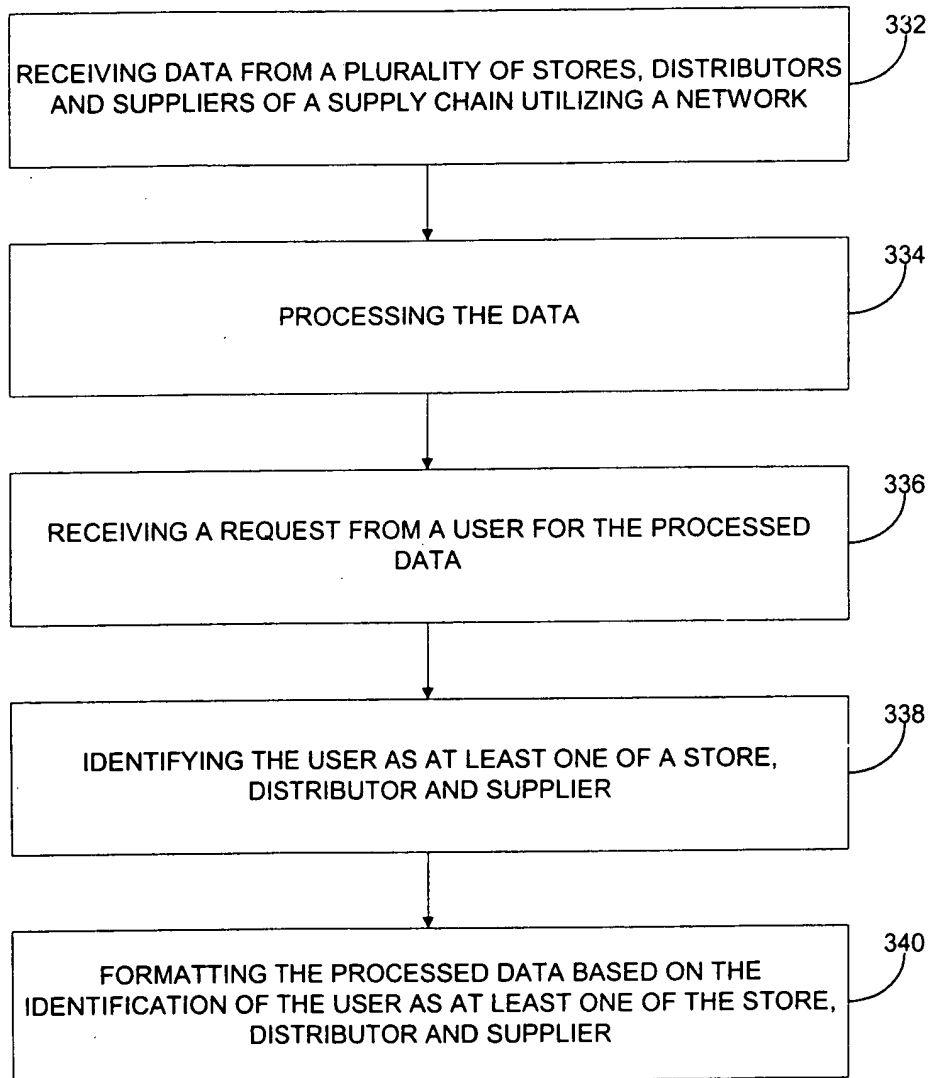 332
RECEIVING DATA FROM A PLURALITY OF STORES, DISTRIBUTORS
AND SUPPLIERS OF A SUPPLY CHAIN UTILIZING A NETWORK
334
PROCESSING THE DATA
336
RECEIVING A REQUEST FROM A USER FOR THE PROCESSED
DATA
338
IDENTIFYING THE USER AS AT LEAST ONE OF A STORE,
DISTRIBUTOR AND SUPPLIER
340
FORMATTING THE PROCESSED DATA BASED ON THE
IDENTIFICATION OF THE USER AS AT LEAST ONE OF THE STORE,
DISTRIBUTOR AND SUPPLIER